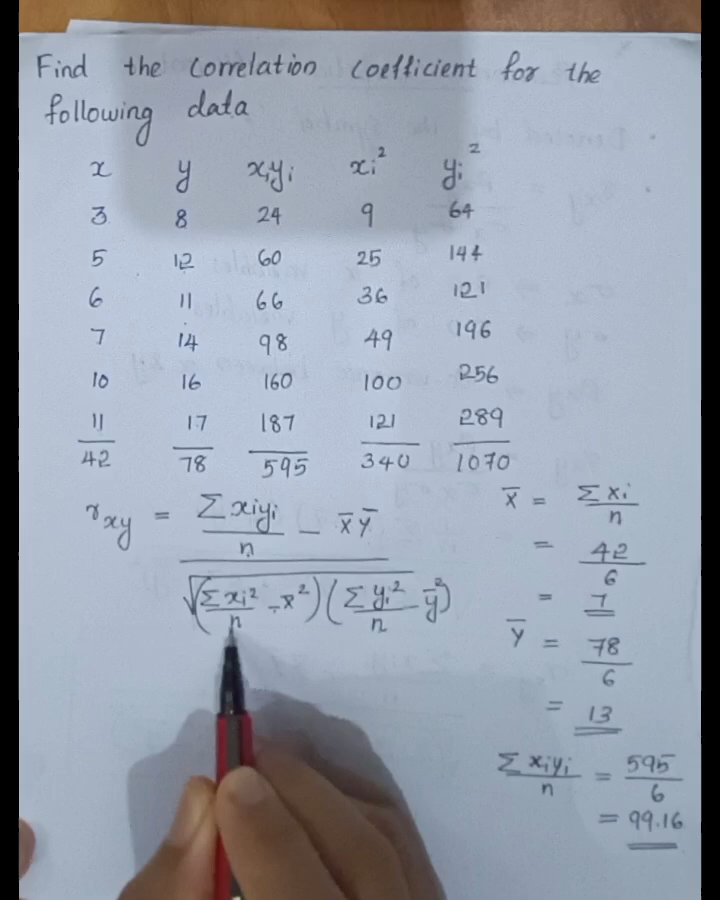 Find the Correlation Coefficient for the
following data
x y xiyi xi² yi²
3 8 24 9 64
5 12 60 25 144
6 11 66 36 121
7 14 98 49 196
10 16 160 100 256
11 17 187 121 289
42 78 595 340 1070
rxy = Σxiyi/n - x̄ȳ / √(Σxi²/n - x̄²)(Σyi²/n - ȳ²)
x̄ = Σxi/n
= 42/6
= 7
ȳ = 78/6
= 13
Σxiyi/n = 595/6
= 99.16